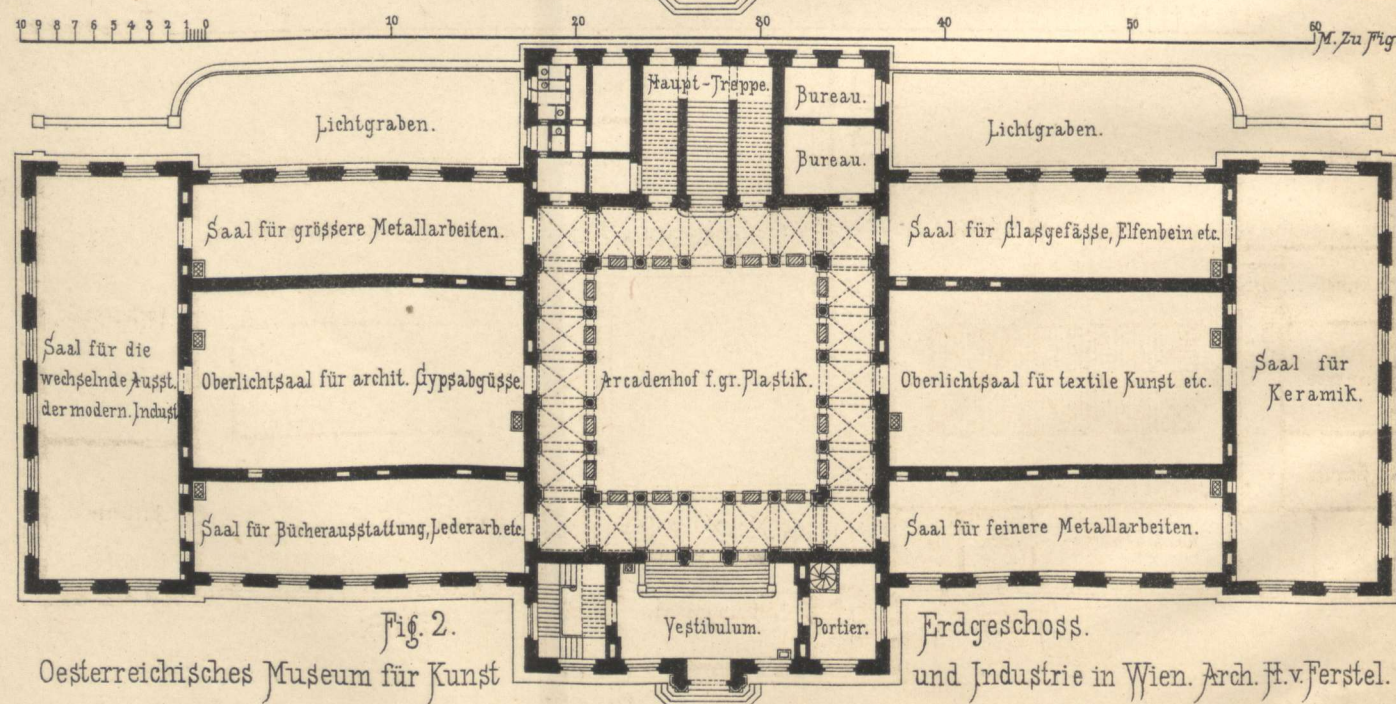 10 9 8 7 6 5 4 3 2 1 0 10 20 30 40 50 60 M. Zu Fig
Haupt-Treppe.
Bureau.
Bureau.
Lichtgraben.
Lichtgraben.
Saal für grössere Metallarbeiten.
Saal für Glasgefässe, Elfenbein etc.
Saal für die
wechselnde Ausst.
der modern. Indust
Oberlichtsaal für archit. Gypsabgüsse.
Arcadenhof f. gr. Plastik.
Oberlichtsaal für textile Kunst etc.
Saal für
Keramik.
Saal für Bücherausstattung, Lederarb. etc.
Saal für feinere Metallarbeiten.
Vestibulum.
Portier.
Fig. 2.
Erdgeschoss.
Oesterreichisches Museum für Kunst und Industrie in Wien. Arch. H. v. Ferstel.